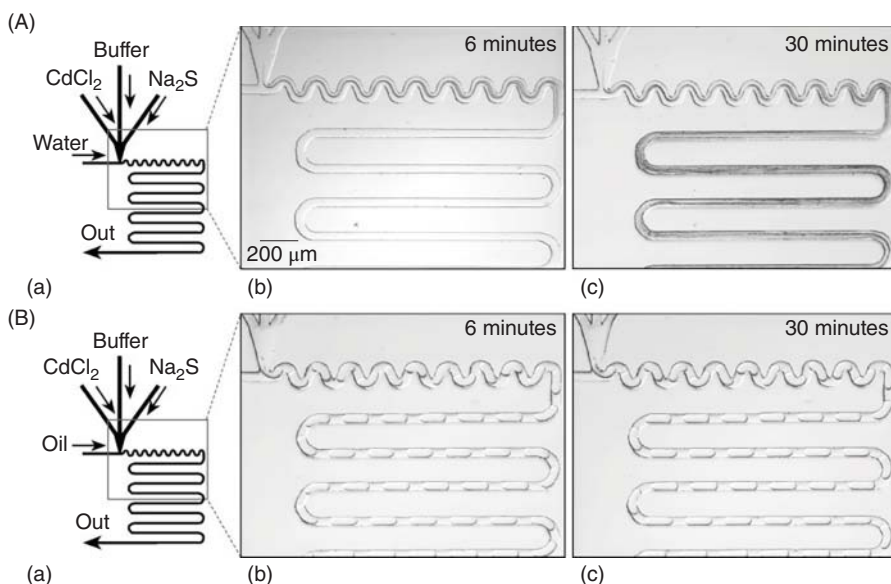 (A)
Buffer
CdCl₂
Na₂S
Water
Out
6 minutes
30 minutes
200 μm
(a)
(b)
(c)
(B)
Buffer
CdCl₂
Na₂S
Oil
Out
6 minutes
30 minutes
(a)
(b)
(c)